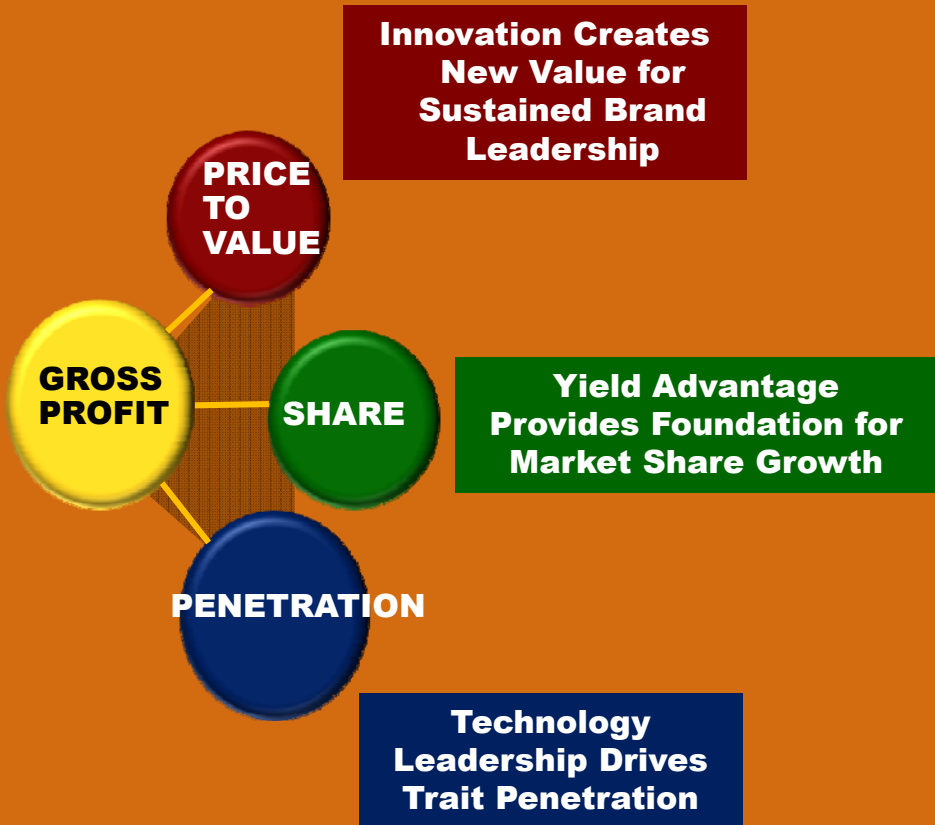 Innovation Creates
New Value for
Sustained Brand
Leadership
PRICE
TO
VALUE
GROSS
PROFIT
SHARE
Yield Advantage
Provides Foundation for
Market Share Growth
PENETRATION
Technology
Leadership Drives
Trait Penetration